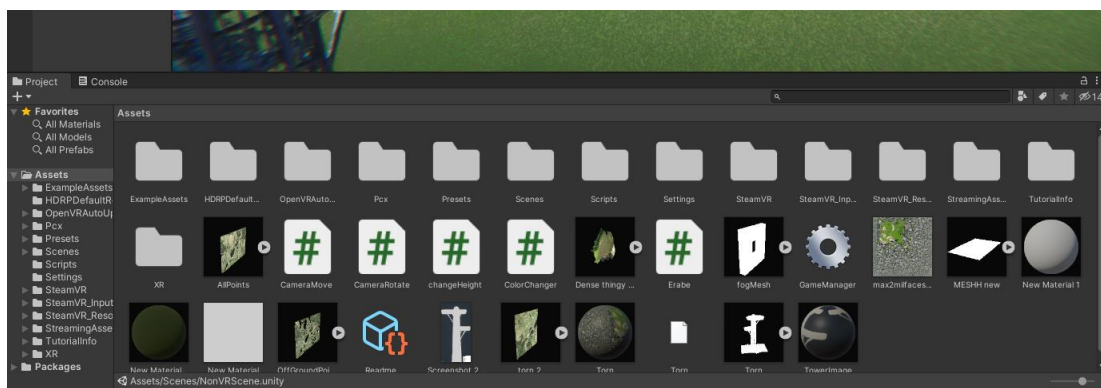 Project Console
Favorites
All Materials
All Models
All Prefabs
Assets
ExampleAssets
HDRPDefaultR
OpenVRAutoUp
Pcx
Presets
Scenes
Scripts
Settings
SteamVR
SteamVR_Input
SteamVR_Reso
StreamingAsse
TutorialInfo
XR
Packages
Assets
ExampleAssets HDRPDefault... OpenVRAuto... Pcx Presets Scenes Scripts Settings SteamVR SteamVR_Inp... SteamVR_Res... StreamingAss... TutorialInfo
XR AllPoints CameraMove CameraRotate changeHeight ColorChanger Dense thingy ... Erabe fogMesh GameManager max2milfaces... MESHH new New Material 1
New Material New Material OffGroundPoi Readme Screenshot 2 torn 2 Torn Torn Torn TowerImage
Assets/Scenes/NonVRScene.unity
14